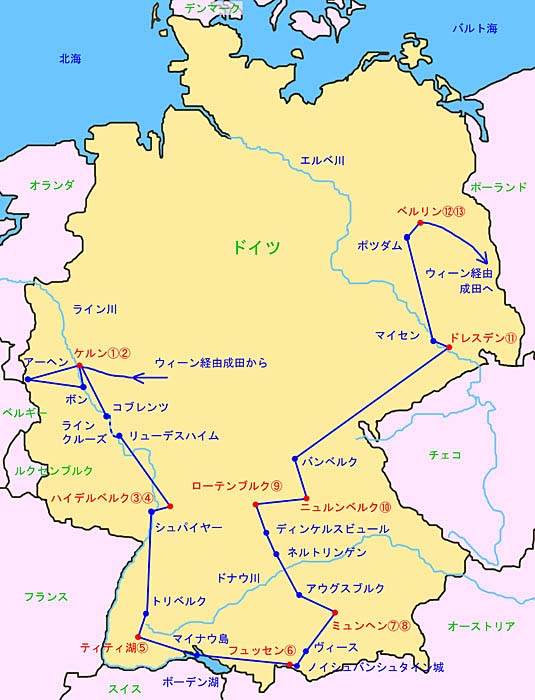 デンマーク
北海
バルト海
エルベ川
オランダ
ポーランド
ベルリン⑫⑬
ポツダム
ドイツ
ウィーン経由
成田へ
ライン川
マイセン
ドレスデン⑪
ケルン①②
アーヘン
ウィーン経由成田から
ボン
ベルギー
コブレンツ
ライン
クルーズ
リューデスハイム
チェコ
バンベルク
ルクセンブルク
ローテンブルク⑨
ハイデルベルク③④
ニュルンベルク⑩
シュパイヤー
ディンケルスビュール
ネルトリンゲン
ドナウ川
アウグスブルク
フランス
トリベルク
ミュンヘン⑦⑧
オーストリア
ティティ湖⑤
マイナウ島
フュッセン⑥
ヴィース
ノイシュバンシュタイン城
ボーデン湖
スイス